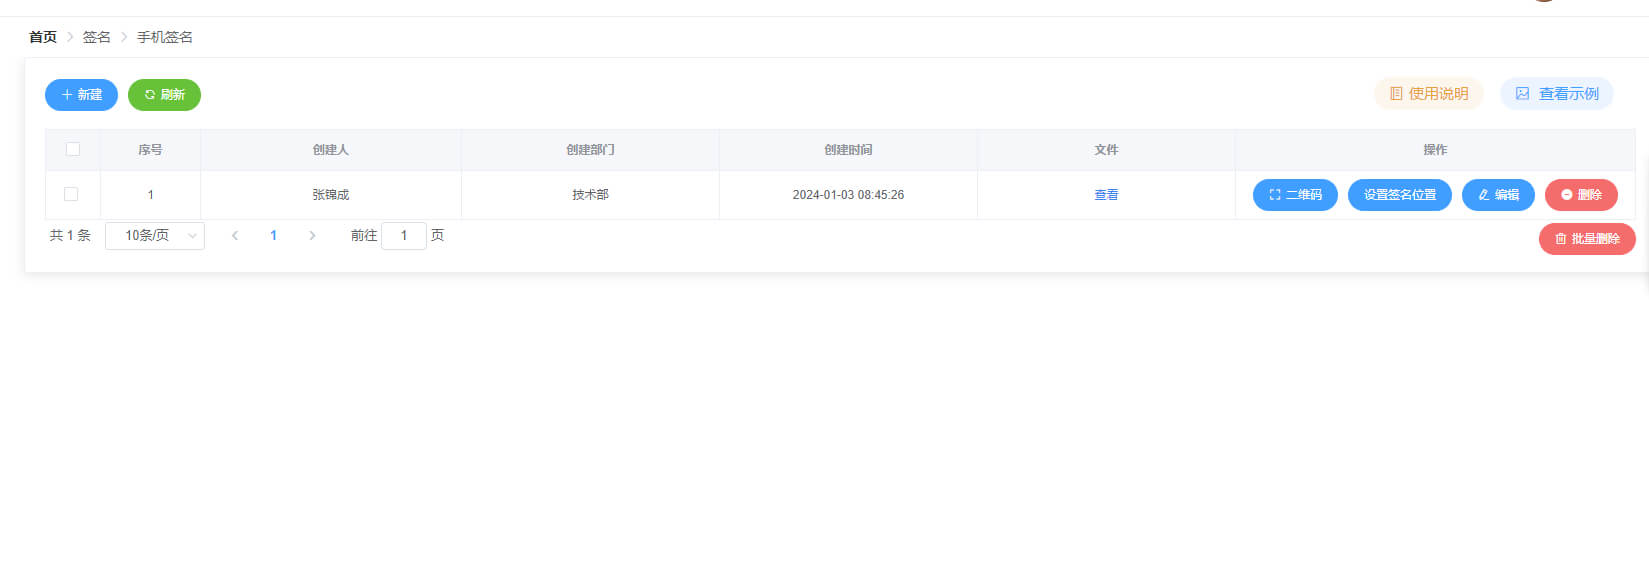 首页 > 签名 > 手机签名
新建 刷新 使用说明 查看示例
序号 创建人 创建部门 创建时间 文件 操作
1 张锦成 技术部 2024-01-03 08:45:26 查看 二维码 设置签名位置 编辑 删除
共 1 条 10条/页 1 前往 1 页 批量删除